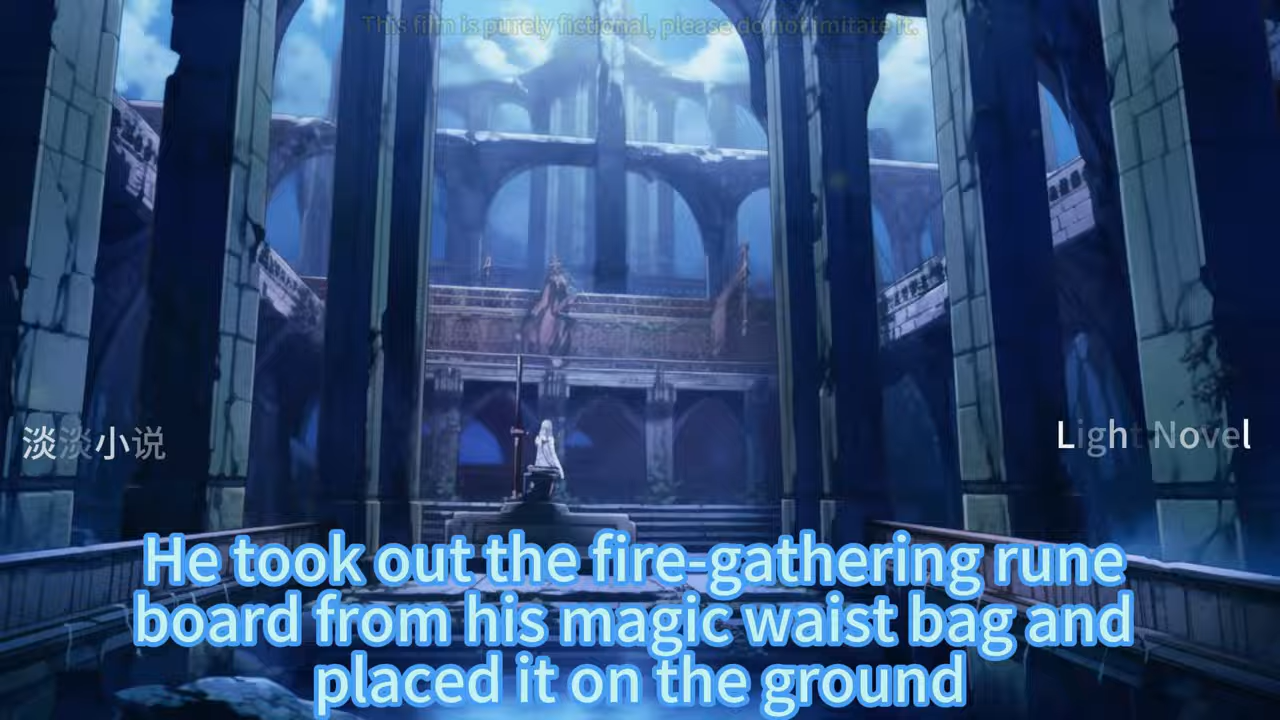 This film is purely fictional, please do not imitate it.
淡淡小说
Light Novel
He took out the fire-gathering rune
board from his magic waist bag and
placed it on the ground